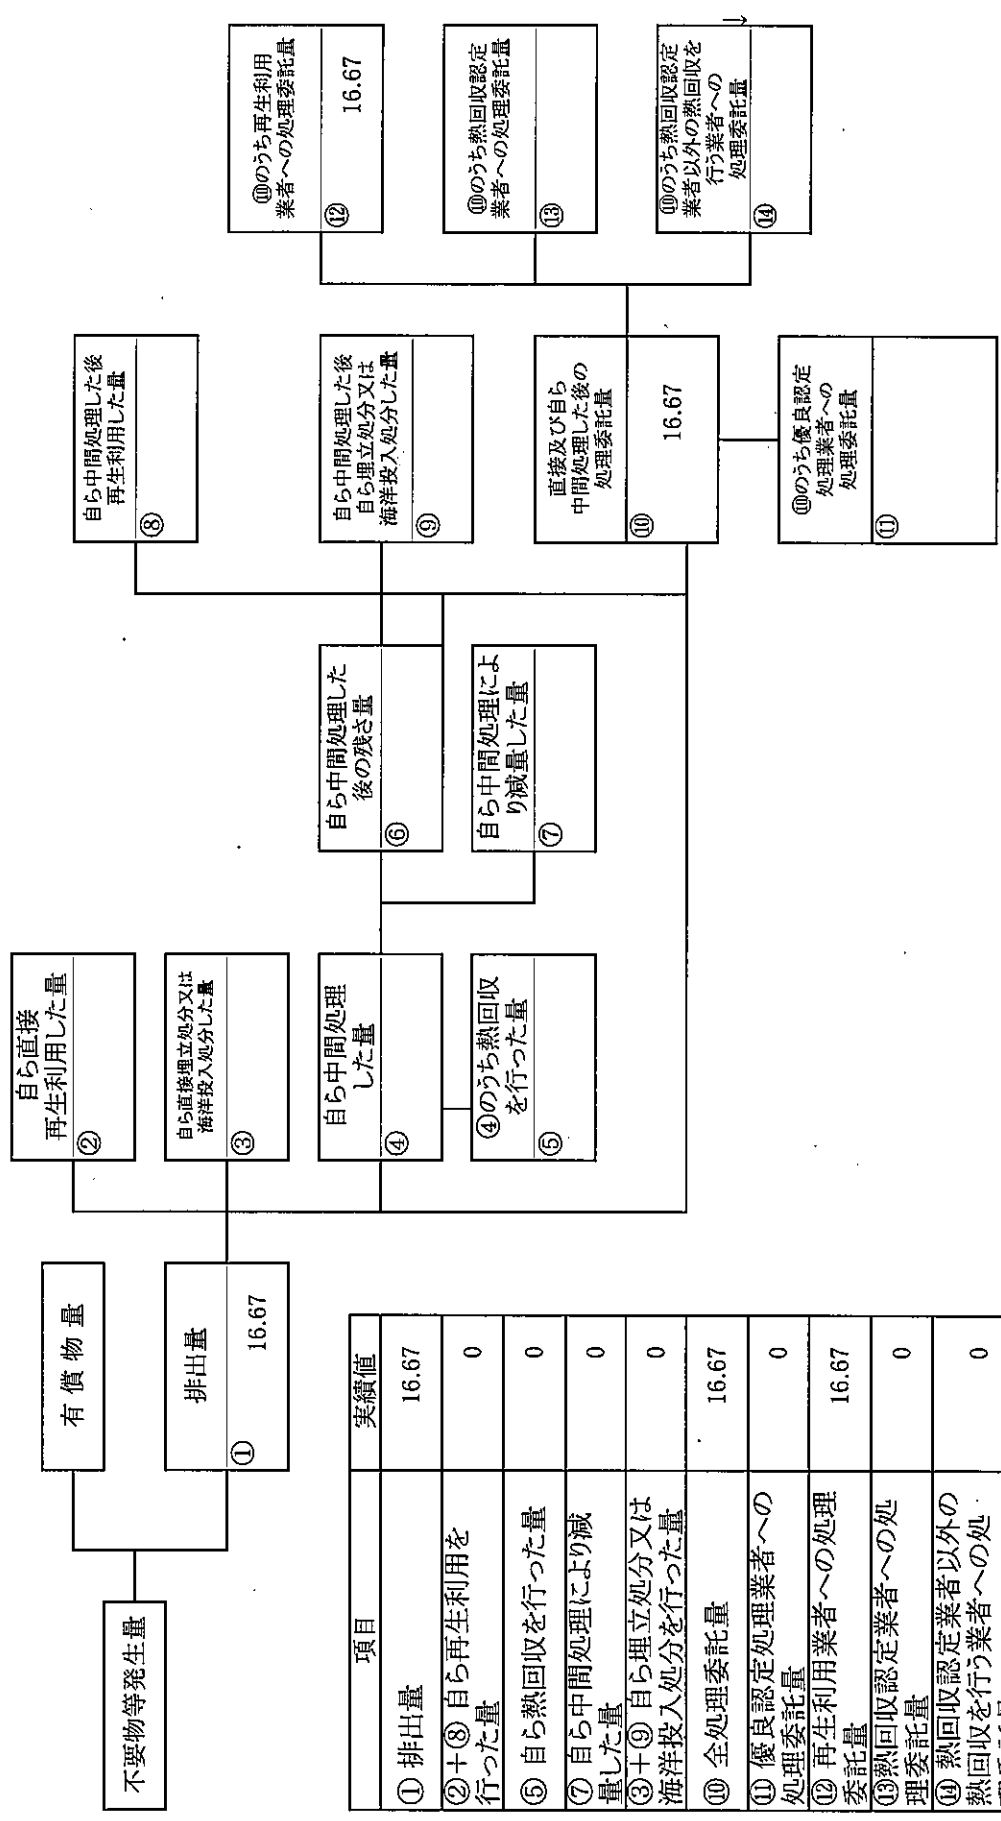 不要物等発生量
有償物量
排出量
①
16.67
自ら直接
再生利用した量
②
自ら直接埋立処分又は
海洋投入処分した量
③
自ら中間処理
した量
④
④のうち熱回収
を行った量
⑤
自ら中間処理した
後の残さ量
⑥
自ら中間処理によ
り減量した量
⑦
自ら中間処理した後
再生利用した量
⑧
自ら中間処理した後
自ら埋立処分又は
海洋投入処分した量
⑨
直接及び自ら
中間処理した後の
処理委託量
⑩
16.67
⑩のうち優良認定
処理業者への
処理委託量
⑪
⑩のうち再生利用
業者への処理委託量
⑫
16.67
⑩のうち熱回収認定
業者への処理委託量
⑬
⑩のうち熱回収認定
業者以外の熱回収を
行う業者への
処理委託量
⑭
項目 実績値
① 排出量 16.67
②+⑧ 自ら再生利用を
行った量 0
⑤ 自ら熱回収を行った量 0
⑦ 自ら中間処理により減
量した量 0
③+⑨ 自ら埋立処分又は
海洋投入処分を行った量 0
⑩ 全処理委託量 16.67
⑪ 優良認定処理業者への
処理委託量 0
⑫ 再生利用業者への処理
委託量 16.67
⑬熱回収認定業者への処
理委託量 0
⑭ 熱回収認定業者以外の
熱回収を行う業者への処 0